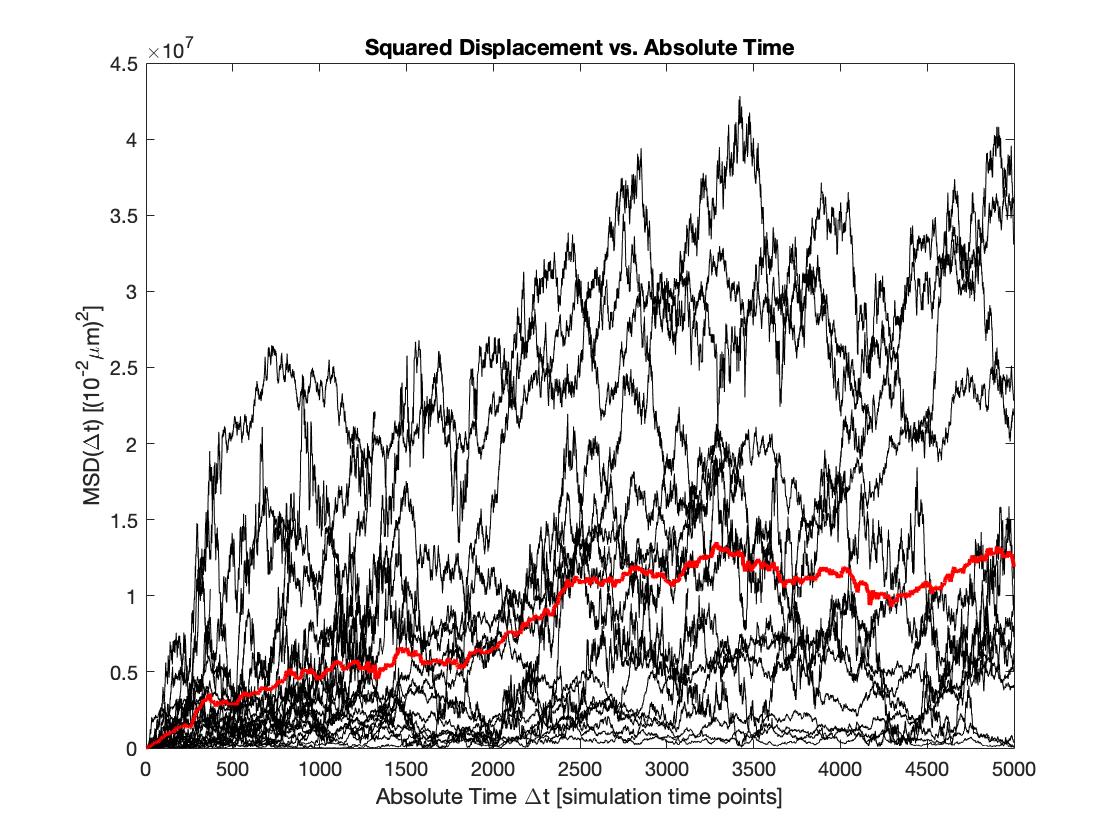 Squared Displacement vs. Absolute Time
×10⁷
4.5
4
3.5
3
2.5
2
1.5
1
0.5
0
MSD(Δt) [(10⁻² μm)²]
0 500 1000 1500 2000 2500 3000 3500 4000 4500 5000
Absolute Time Δt [simulation time points]